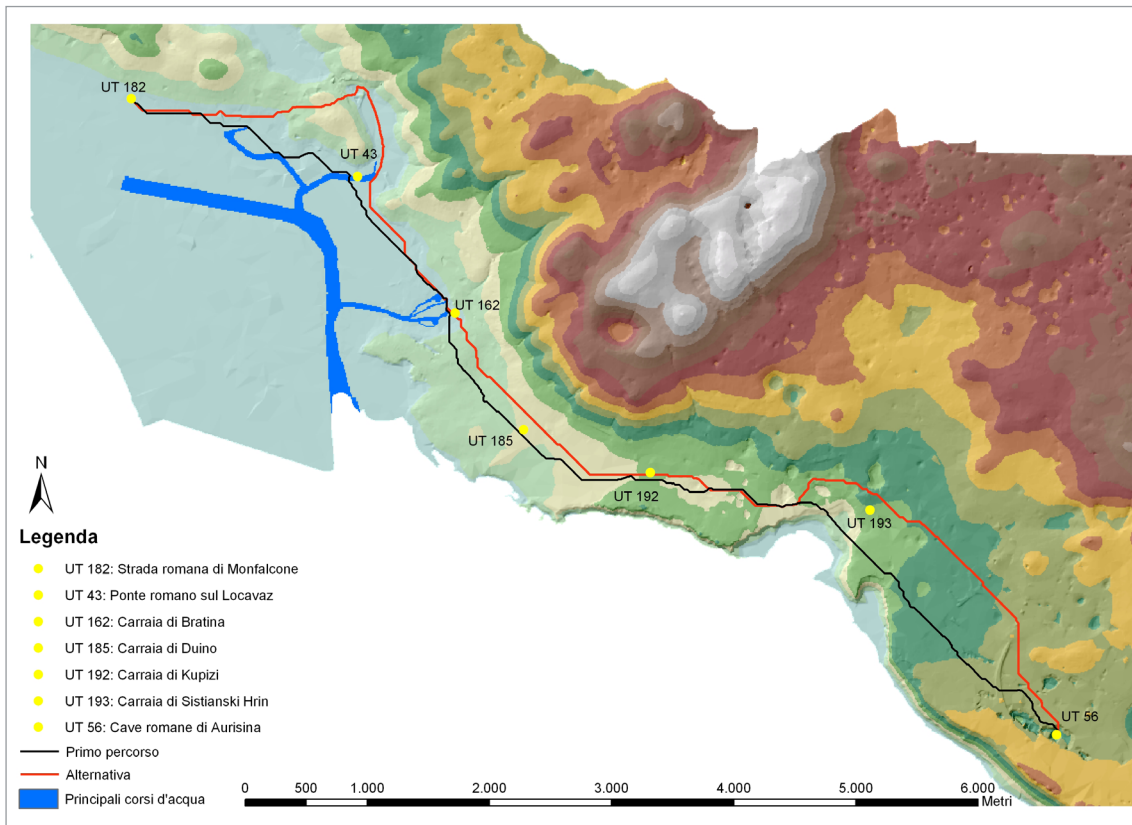 UT 182
UT 43
UT 162
UT 185
UT 192
UT 193
UT 56
N
Legenda
UT 182: Strada romana di Monfalcone
UT 43: Ponte romano sul Locavaz
UT 162: Carraia di Bratina
UT 185: Carraia di Duino
UT 192: Carraia di Kupizi
UT 193: Carraia di Sistianski Hrin
UT 56: Cave romane di Aurisina
Primo percorso
Alternativa
Principali corsi d'acqua
0 500 1.000 2.000 3.000 4.000 5.000 6.000
Metri